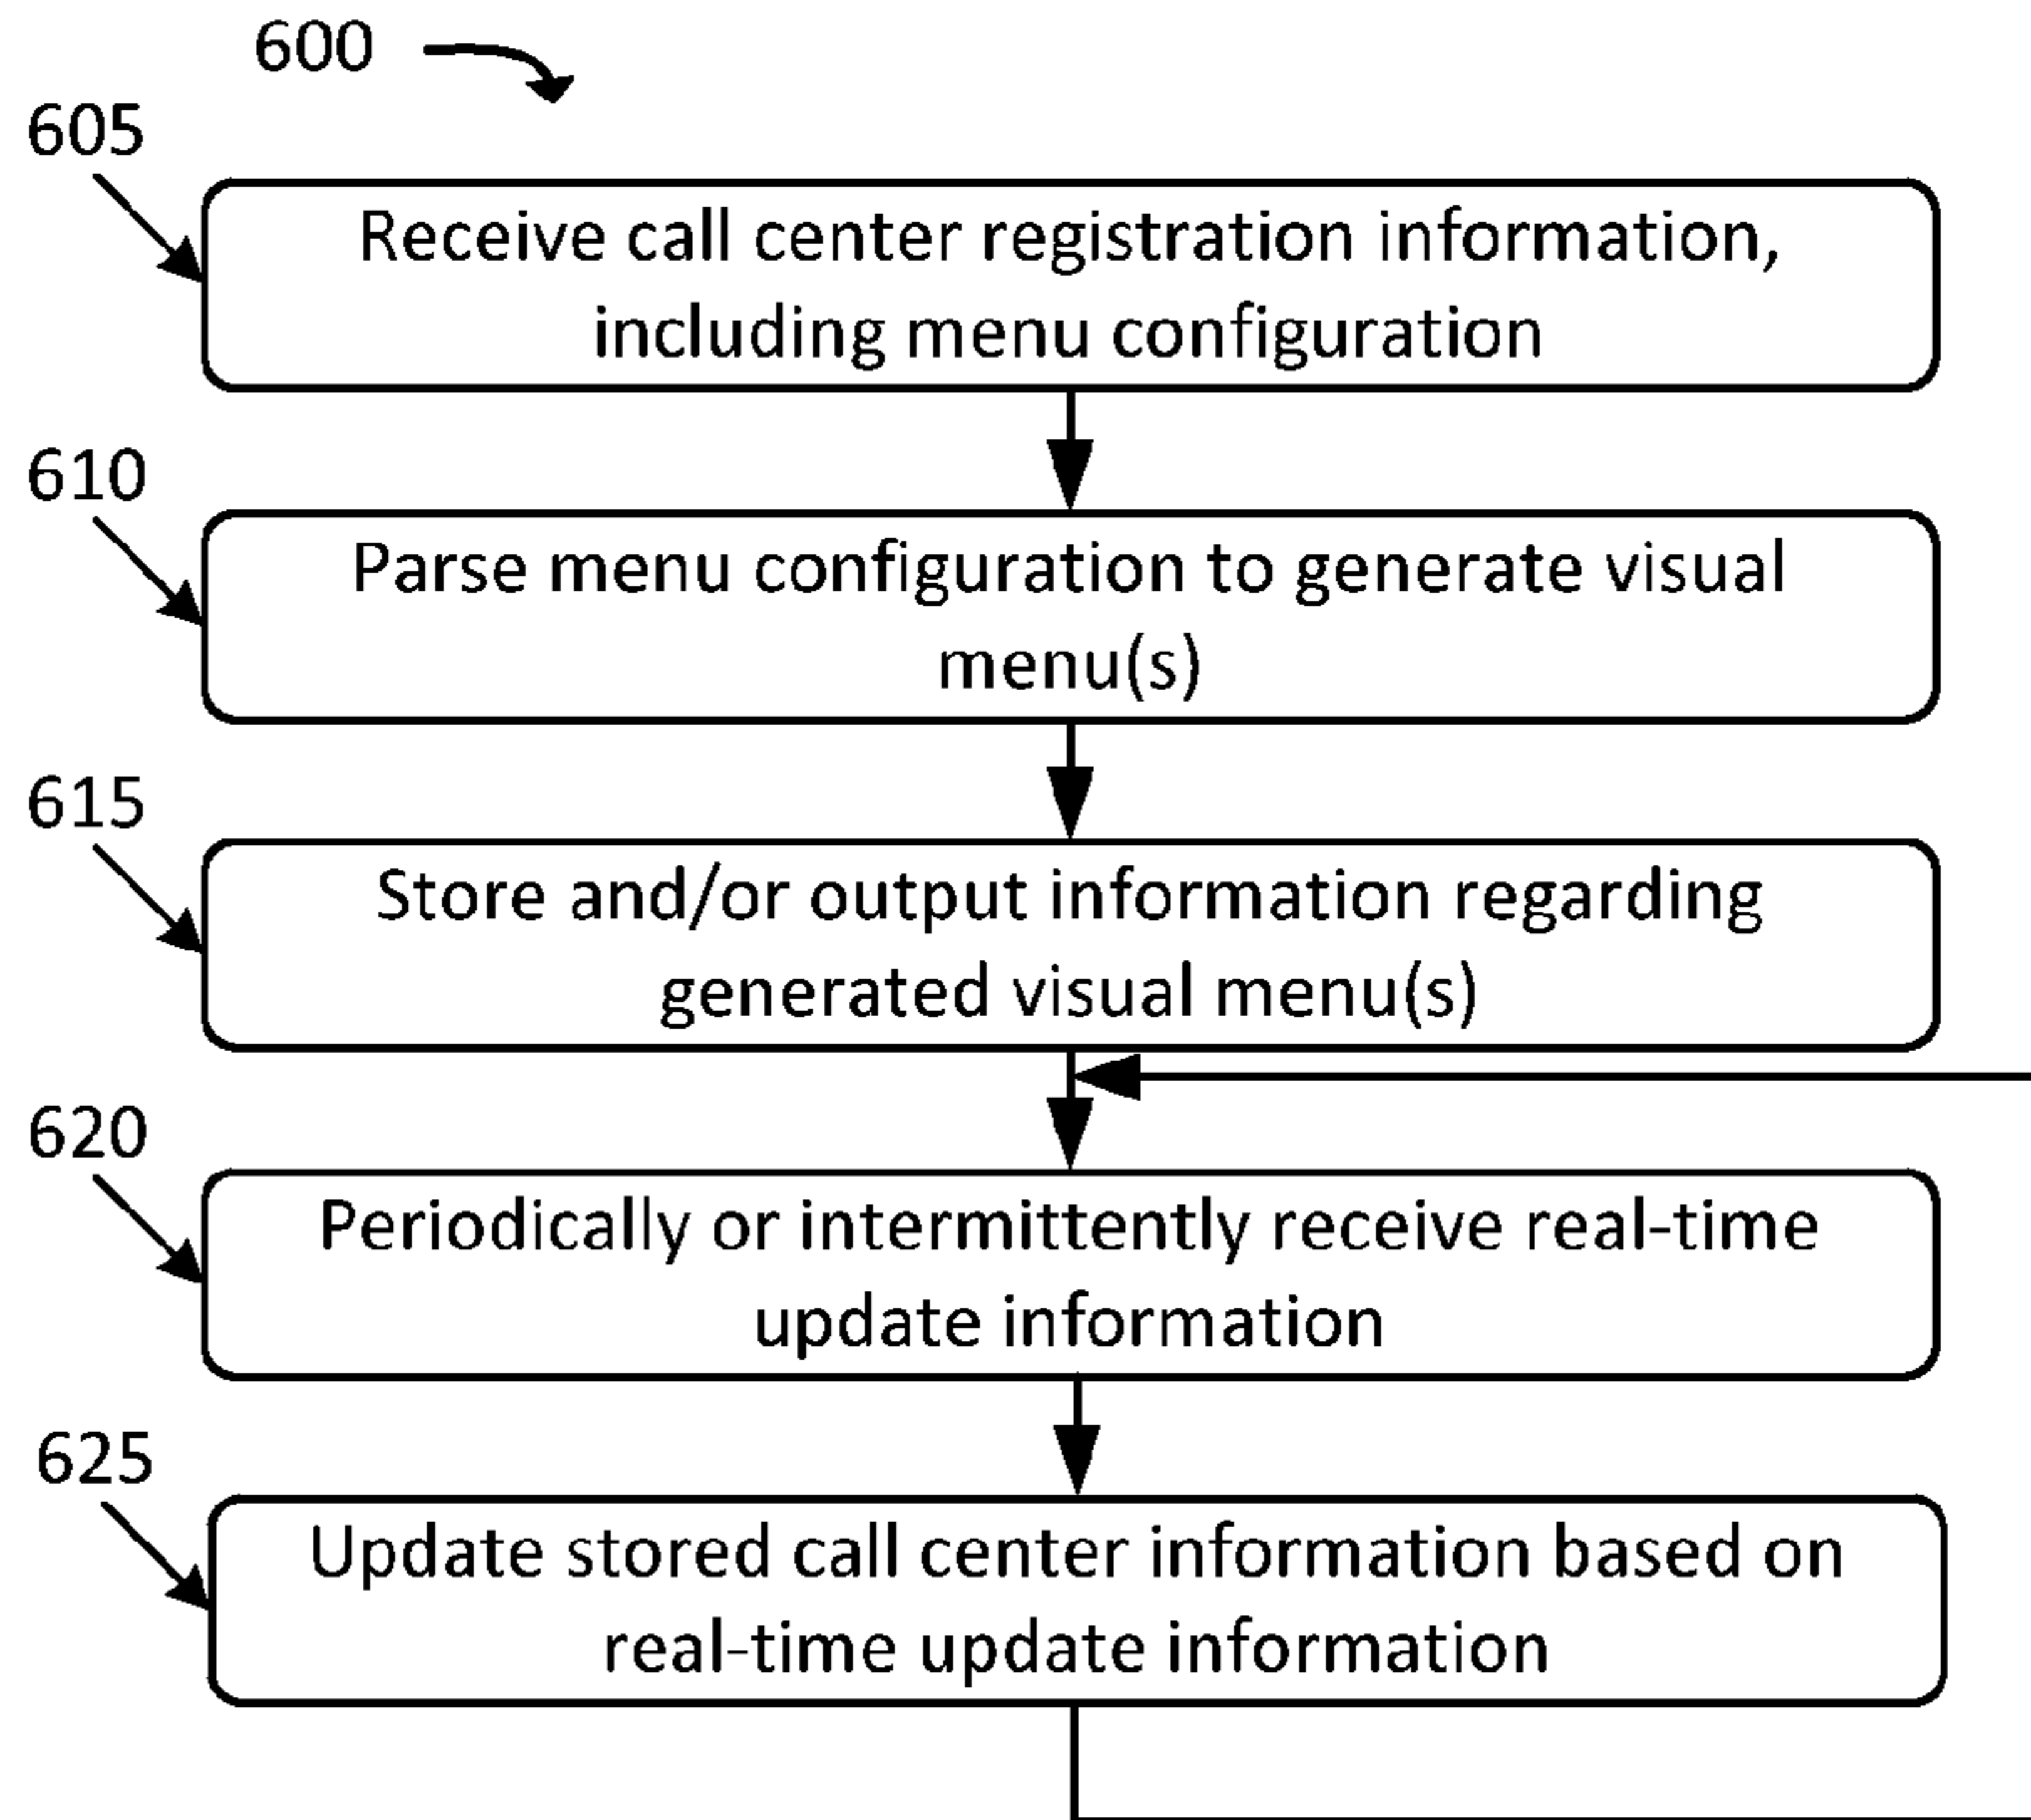 600
605
Receive call center registration information,
including menu configuration
610
Parse menu configuration to generate visual
menu(s)
615
Store and/or output information regarding
generated visual menu(s)
620
Periodically or intermittently receive real-time
update information
625
Update stored call center information based on
real-time update information